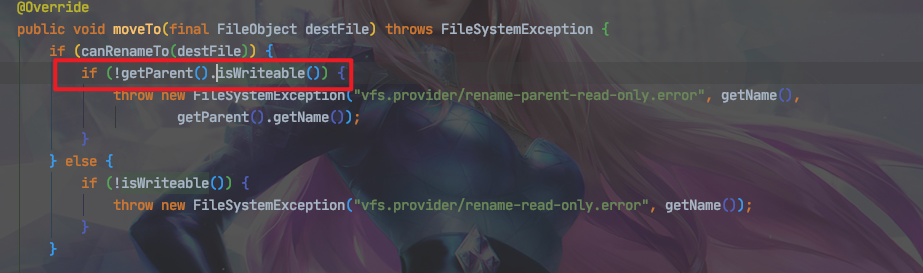 @Override
public void moveTo(final FileObject destFile) throws FileSystemException {
if (canRenameTo(destFile)) {
if (!getParent().isWriteable()) {
throw new FileSystemException("vfs.provider/rename-parent-read-only.error", getName(),
getParent().getName());
}
} else {
if (!isWriteable()) {
throw new FileSystemException("vfs.provider/rename-read-only.error", getName());
}
}